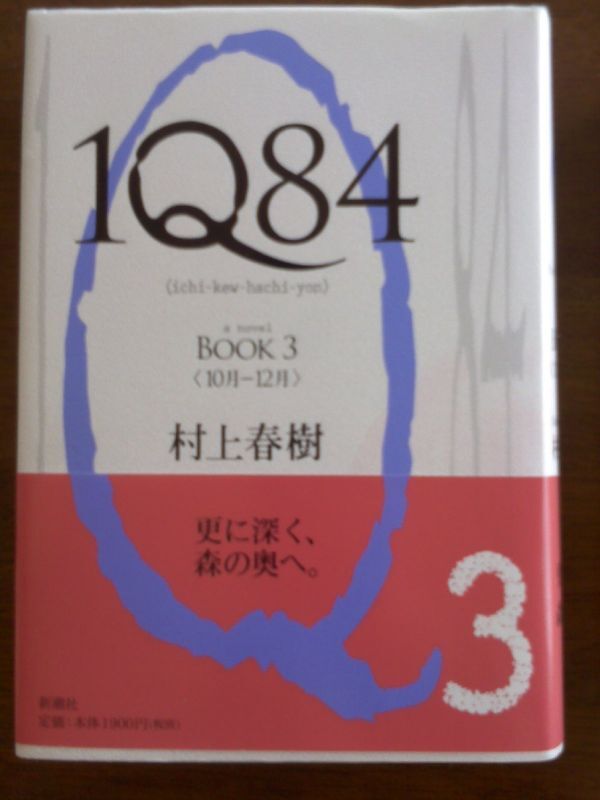 1Q84
(ichi-kew-hachi-yon)
a novel
BOOK 3
〈10月-12月〉
村上春樹
更に深く、
森の奥へ。
3
新潮社
定価:本体1900円(税別)